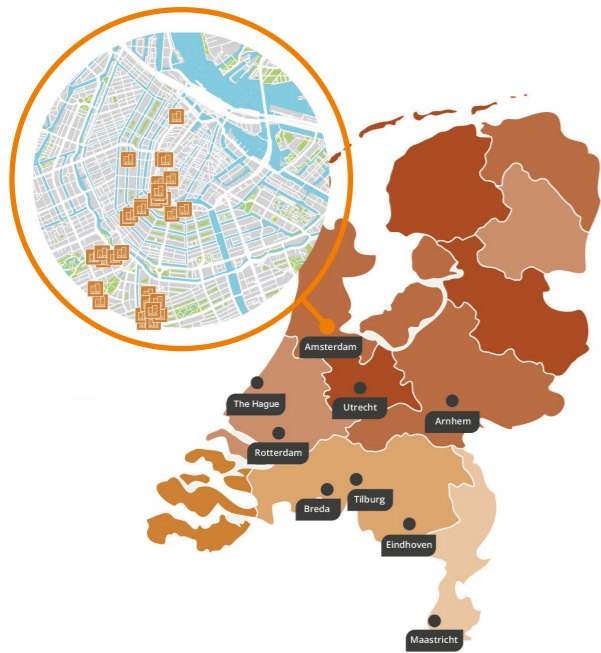 Amsterdam
The Hague
Utrecht
Arnhem
Rotterdam
Tilburg
Breda
Eindhoven
Maastricht